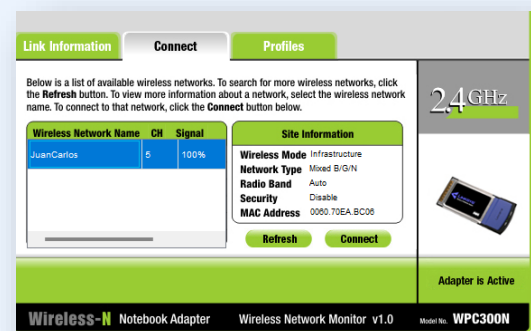 Link Information
Connect
Profiles
Below is a list of available wireless networks. To search for more wireless networks, click
the Refresh button. To view more information about a network, select the wireless network
name. To connect to that network, click the Connect button below.
2.4GHz
Wireless Network Name CH Signal
JuanCarlos 5 100%
Site Information
Wireless Mode Infrastructure
Network Type Mixed B/G/N
Radio Band Auto
Security Disable
MAC Address 0060.70EA.BC06
Refresh
Connect
Adapter is Active
Wireless-N Notebook Adapter Wireless Network Monitor v1.0 Model No. WPC300N